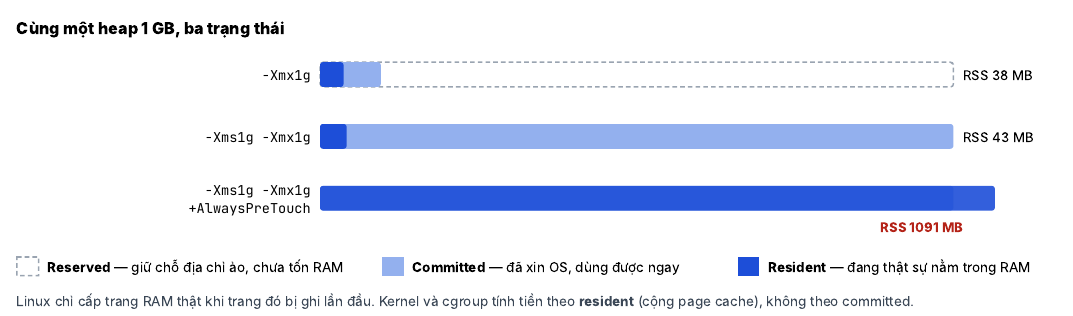 Cùng một heap 1 GB, ba trạng thái
-Xmx1g
RSS 38 MB
-Xms1g -Xmx1g
RSS 43 MB
-Xms1g -Xmx1g
+AlwaysPreTouch
RSS 1091 MB
Reserved — giữ chỗ địa chỉ ảo, chưa tốn RAM
Committed — đã xin OS, dùng được ngay
Resident — đang thật sự nằm trong RAM
Linux chỉ cấp trang RAM thật khi trang đó bị ghi lần đầu. Kernel và cgroup tính tiền theo resident (cộng page cache), không theo committed.